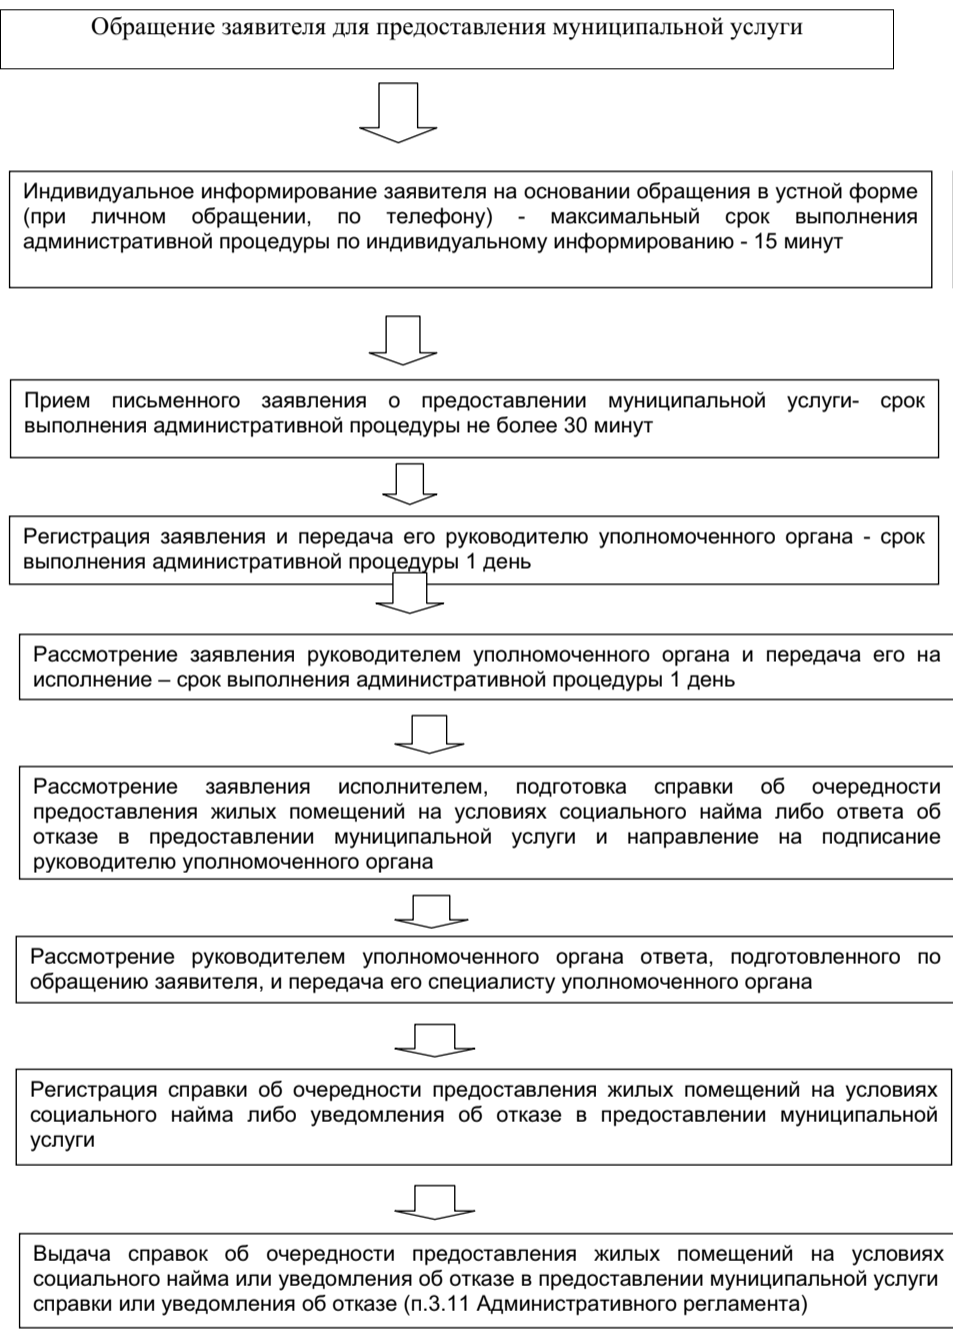 Обращение заявителя для предоставления муниципальной услуги
Индивидуальное информирование заявителя на основании обращения в устной форме
(при личном обращении, по телефону) - максимальный срок выполнения
административной процедуры по индивидуальному информированию - 15 минут
Прием письменного заявления о предоставлении муниципальной услуги- срок
выполнения административной процедуры не более 30 минут
Регистрация заявления и передача его руководителю уполномоченного органа - срок
выполнения административной процедуры 1 день
Рассмотрение заявления руководителем уполномоченного органа и передача его на
исполнение – срок выполнения административной процедуры 1 день
Рассмотрение заявления исполнителем, подготовка справки об очередности
предоставления жилых помещений на условиях социального найма либо ответа об
отказе в предоставлении муниципальной услуги и направление на подписание
руководителю уполномоченного органа
Рассмотрение руководителем уполномоченного органа ответа, подготовленного по
обращению заявителя, и передача его специалисту уполномоченного органа
Регистрация справки об очередности предоставления жилых помещений на условиях
социального найма либо уведомления об отказе в предоставлении муниципальной
услуги
Выдача справок об очередности предоставления жилых помещений на условиях
социального найма или уведомления об отказе в предоставлении муниципальной услуги
справки или уведомления об отказе (п.3.11 Административного регламента)